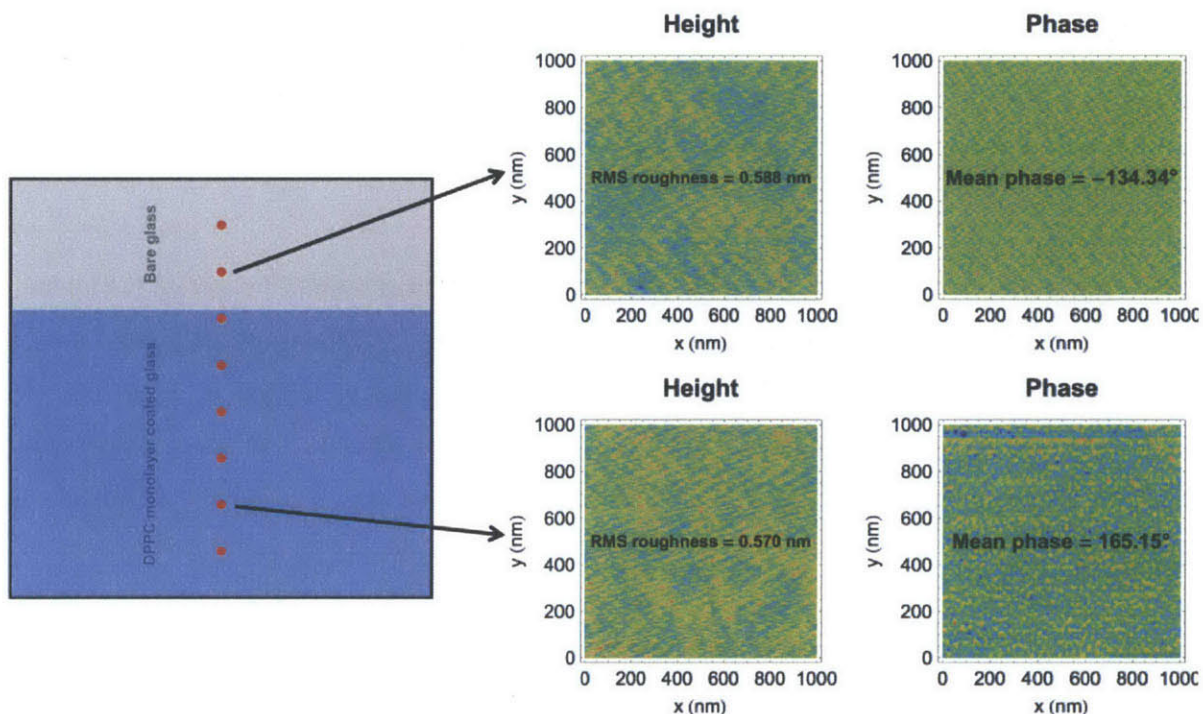 Bare glass
DPPC monolayer coated glass
Height
Phase
1000
800
600
400
200
0
y (nm)
RMS roughness = 0.588 nm
0 200 400 600 800 1000
x (nm)
1000
800
600
400
200
0
y (nm)
Mean phase = −134.34°
0 200 400 600 800 1000
x (nm)
Height
Phase
1000
800
600
400
200
0
y (nm)
RMS roughness = 0.570 nm
0 200 400 600 800 1000
x (nm)
1000
800
600
400
200
0
y (nm)
Mean phase = 165.15°
0 200 400 600 800 1000
x (nm)